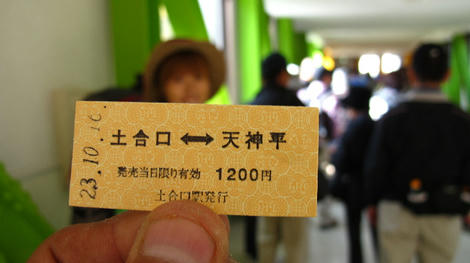 23.10.10.
土合口 ⟷ 天神平
発売当日限り有効 1200円
土合口駅発行